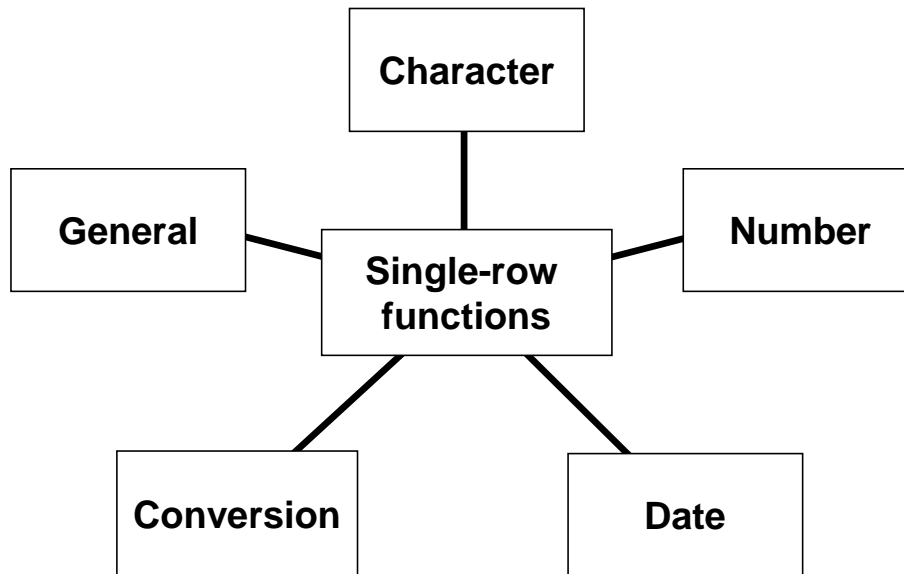 Character
General
Number
Single-row
functions
Conversion
Date